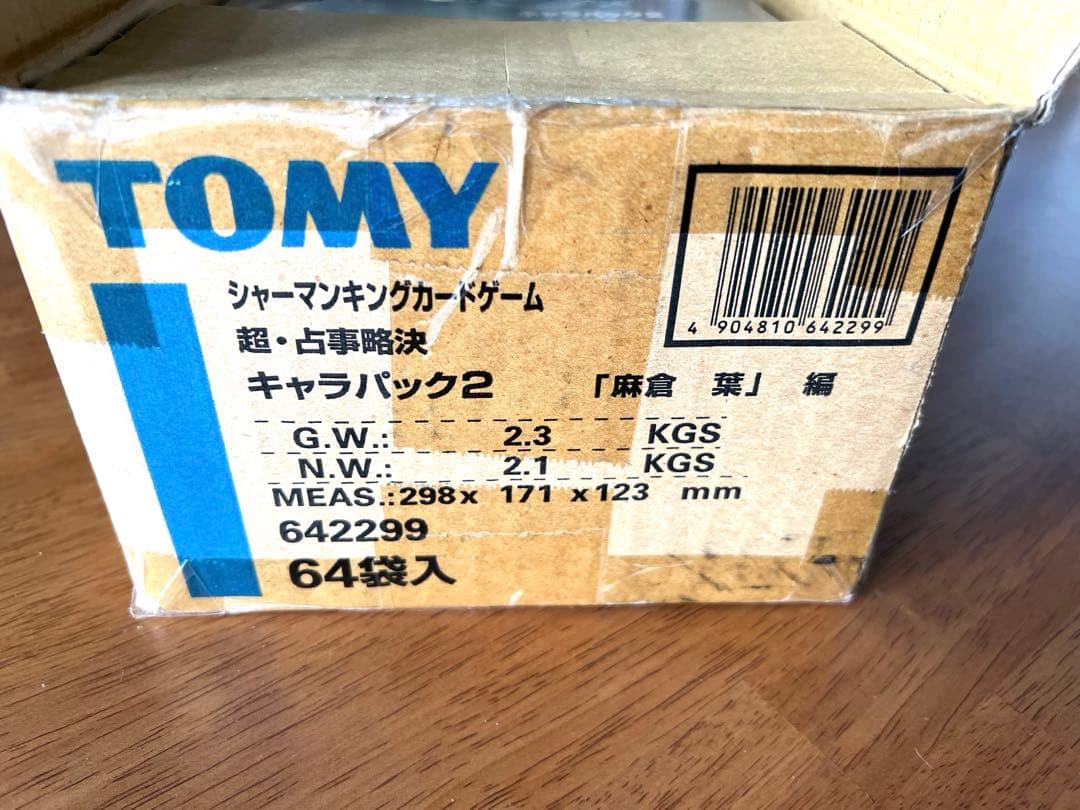 TOMY
シャーマンキングカードゲーム
超・占事略決
キャラパック2 「麻倉 葉」 編
G.W.: 2.3 KGS
N.W.: 2.1 KGS
MEAS.:298x 171 x123 mm
642299
64袋入
4 904810 642299